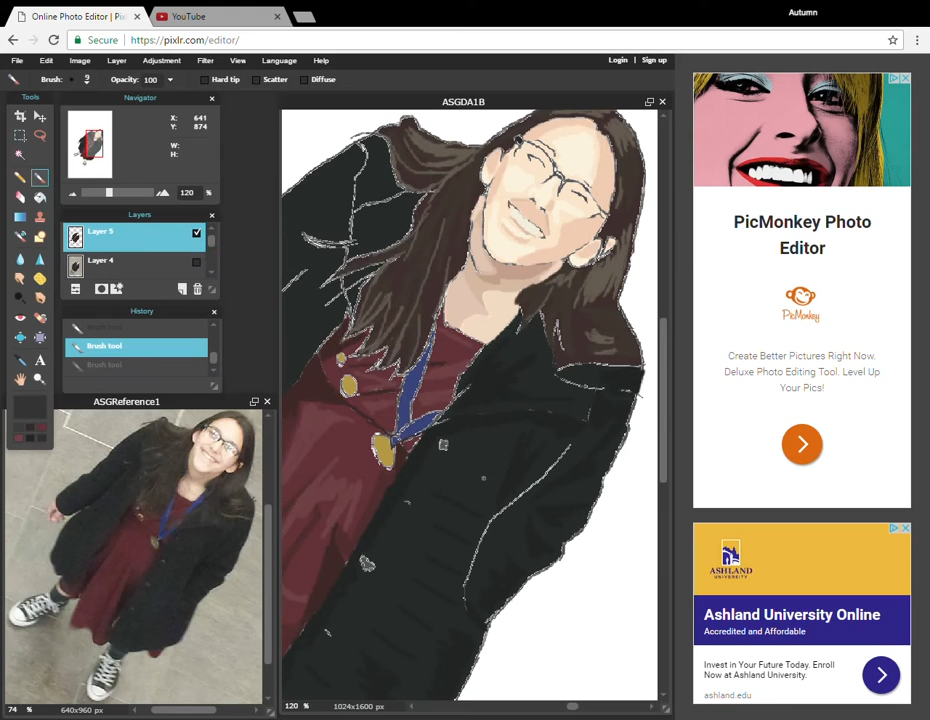 Autumn
Online Photo Editor | Pixl
YouTube
Secure
https://pixlr.com/editor/
File Edit Image Layer Adjustment Filter View Language Help Login | Sign up
Brush: 9 Opacity: 100 Hard tip Scatter Diffuse
Tools
Navigator
X: 641
Y: 874
W:
H:
120 %
Layers
Layer 5
Layer 4
History
Brush tool
Brush tool
Brush tool
ASGReference1
74 % 640x960 px
ASGDA1B
120 % 1024x1600 px
PicMonkey Photo
Editor
PicMonkey
Create Better Pictures Right Now.
Deluxe Photo Editing Tool. Level Up
Your Pics!
ASHLAND
UNIVERSITY
Ashland University Online
Accredited and Affordable
Invest in Your Future Today. Enroll
Now at Ashland University.
ashland.edu